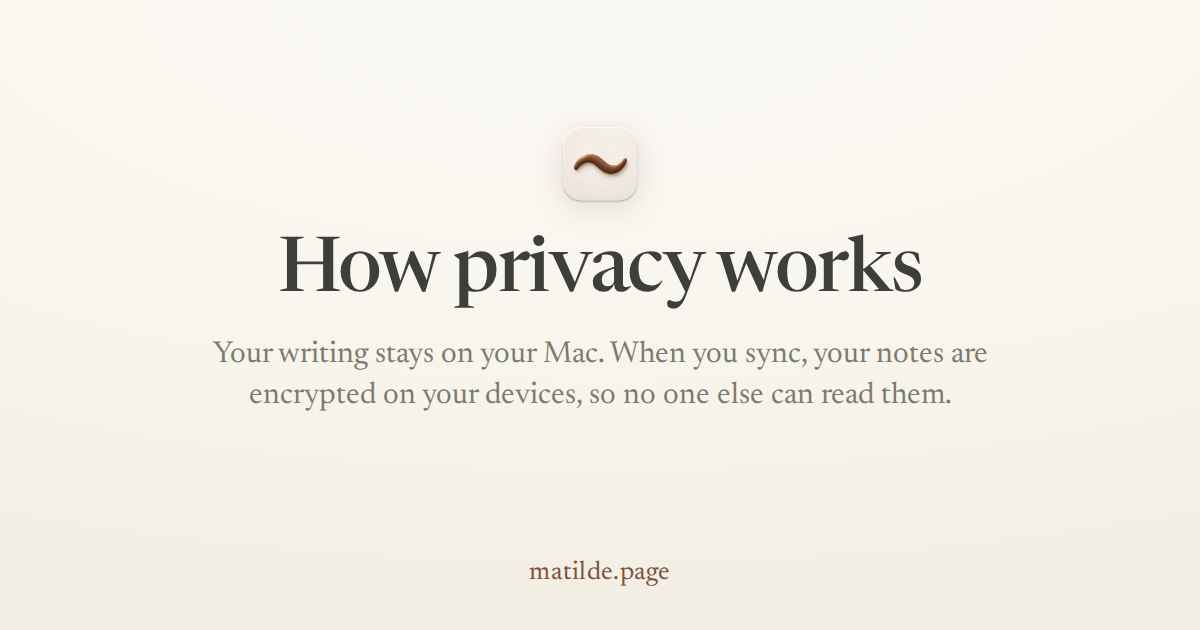 How privacy works
Your writing stays on your Mac. When you sync, your notes are
encrypted on your devices, so no one else can read them.
matilde.page